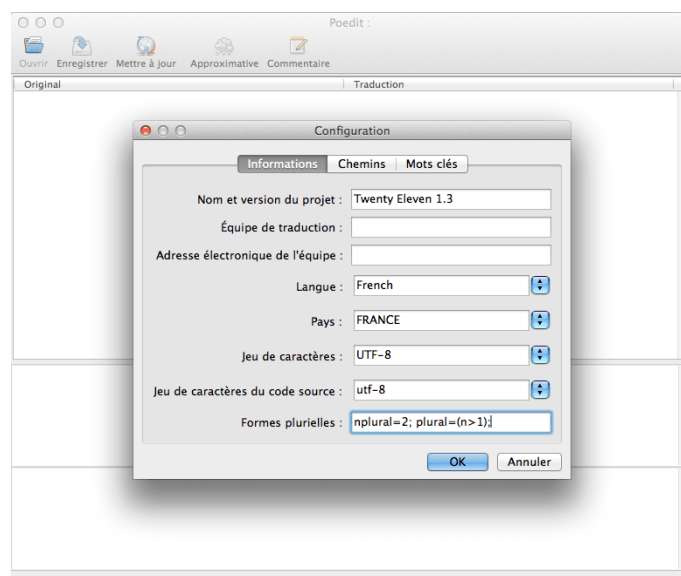 Poedit :
Ouvrir Enregistrer Mettre à jour Approximative Commentaire
Original Traduction
Configuration
Informations Chemins Mots clés
Nom et version du projet : Twenty Eleven 1.3
Équipe de traduction :
Adresse électronique de l'équipe :
Langue : French
Pays : FRANCE
Jeu de caractères : UTF-8
Jeu de caractères du code source : utf-8
Formes plurielles : nplural=2; plural=(n>1);
OK Annuler